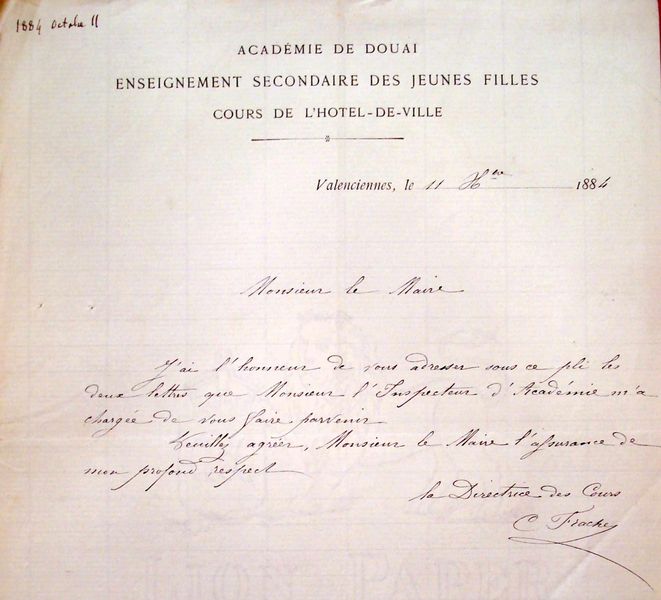 1884 Octobre 11
ACADÉMIE DE DOUAI
ENSEIGNEMENT SECONDAIRE DES JEUNES FILLES
COURS DE L'HOTEL-DE-VILLE
Valenciennes, le 11 Xbre 1884
Monsieur le Maire
J'ai l'honneur de vous adresser sous ce pli les
deux lettres que Monsieur l'Inspecteur d'Académie m'a
chargée de vous faire parvenir
Veuillez agréer, Monsieur le Maire l'assurance de
mon profond respect
la Directrice des Cours
C